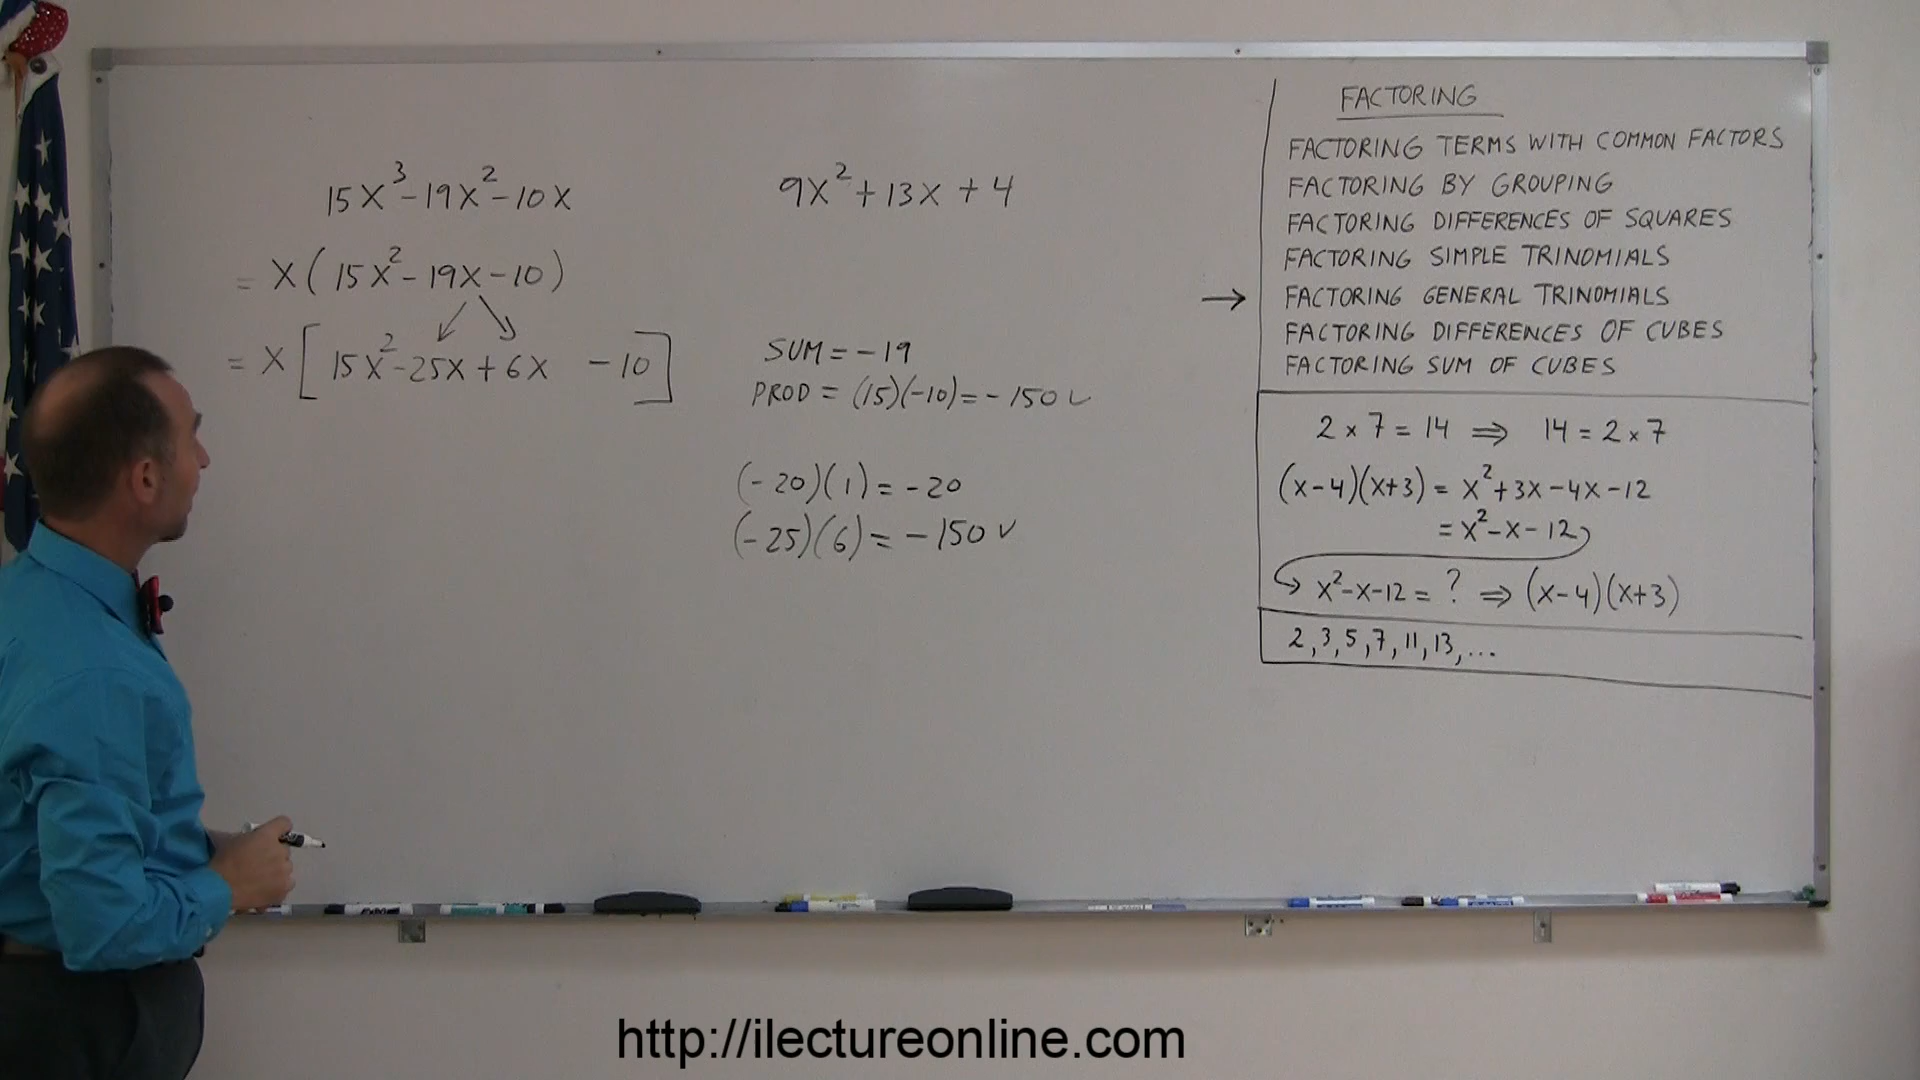 15X³-19X²-10X
= X(15X²-19X-10)
= X[15X²-25X+6X -10]
9X²+13X+4
SUM=-19
PROD = (15)(-10)=-150✓
(-20)(1)=-20
(-25)(6)=-150✓
FACTORING
FACTORING TERMS WITH COMMON FACTORS
FACTORING BY GROUPING
FACTORING DIFFERENCES OF SQUARES
FACTORING SIMPLE TRINOMIALS
→ FACTORING GENERAL TRINOMIALS
FACTORING DIFFERENCES OF CUBES
FACTORING SUM OF CUBES
2×7=14 ⇒ 14=2×7
(X-4)(X+3) = X²+3X-4X-12
= X²-X-12
X²-X-12=? ⇒ (X-4)(X+3)
2,3,5,7,11,13,...
http://ilectureonline.com